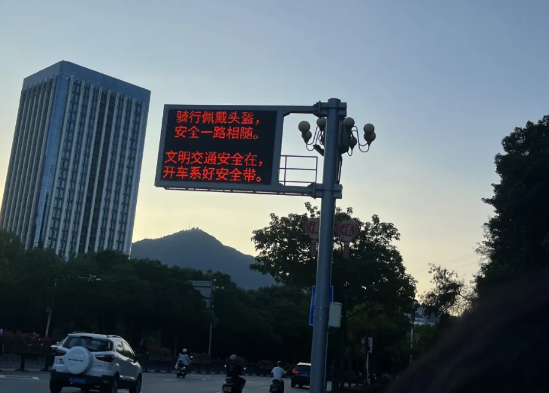 骑行佩戴头盔,
安全一路相随。
文明交通安全在,
开车系好安全带。